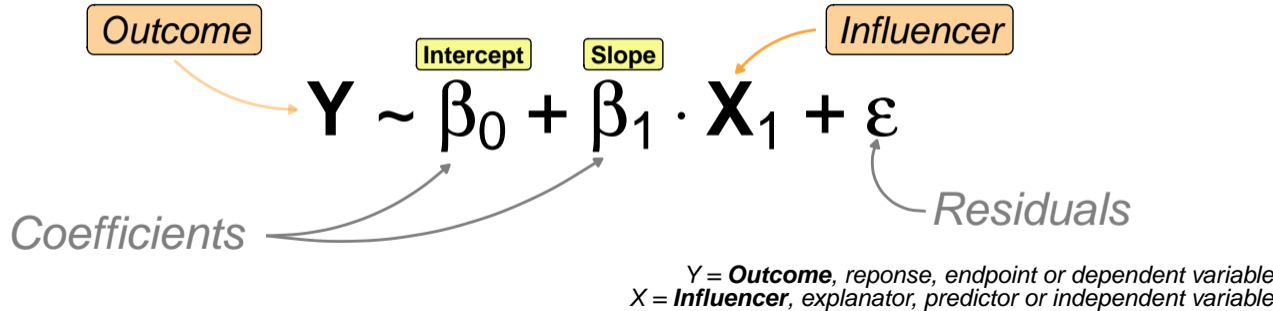 Outcome
Influencer
Intercept
Slope
Y ~ β₀ + β₁ · X₁ + ε
Coefficients
Residuals
Y = Outcome, reponse, endpoint or dependent variable
X = Influencer, explanator, predictor or independent variable